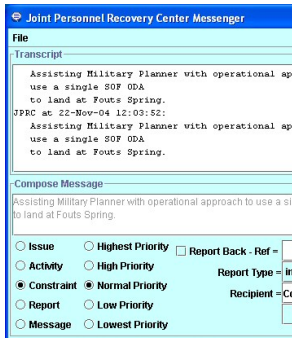 Joint Personnel Recovery Center Messenger
File
Transcript
Assisting Military Planner with operational ap
use a single SOF ODA
to land at Fouts Spring.
JPRC at 22-Nov-04 12:03:52:
Assisting Military Planner with operational ap
use a single SOF ODA
to land at Fouts Spring.
Compose Message
Assisting Military Planner with operational approach to use a si
to land at Fouts Spring.
Issue Highest Priority Report Back - Ref =
Activity High Priority Report Type = in
Constraint Normal Priority Recipient = Co
Report Low Priority
Message Lowest Priority